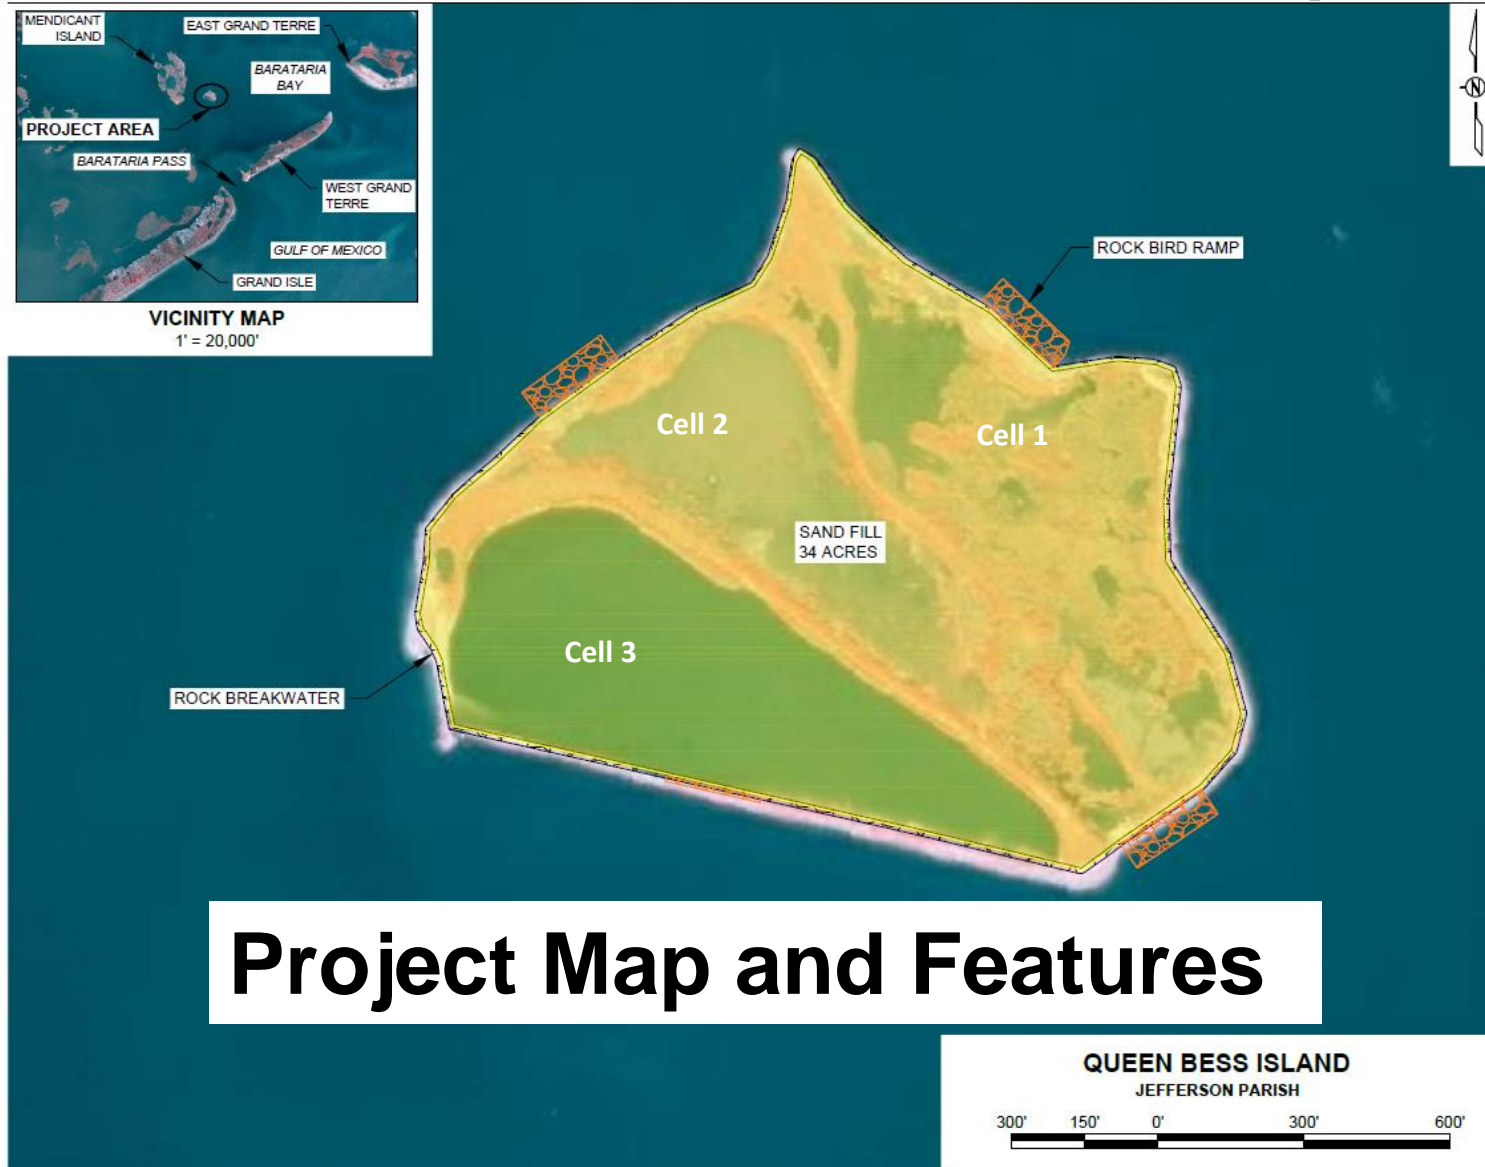 MENDICANT
ISLAND
EAST GRAND TERRE
BARATARIA
BAY
PROJECT AREA
BARATARIA PASS
WEST GRAND
TERRE
GULF OF MEXICO
GRAND ISLE
VICINITY MAP
1' = 20,000'
N
ROCK BIRD RAMP
Cell 2
Cell 1
SAND FILL
34 ACRES
Cell 3
ROCK BREAKWATER
Project Map and Features
QUEEN BESS ISLAND
JEFFERSON PARISH
300' 150' 0' 300' 600'